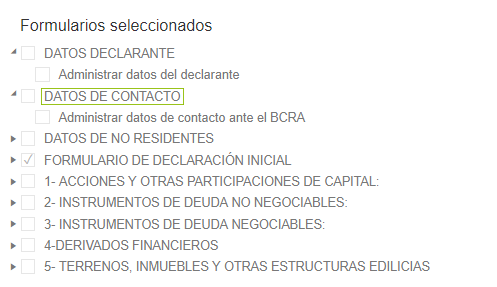 Formularios seleccionados
DATOS DECLARANTE
Administrar datos del declarante
DATOS DE CONTACTO
Administrar datos de contacto ante el BCRA
DATOS DE NO RESIDENTES
FORMULARIO DE DECLARACIÓN INICIAL
1- ACCIONES Y OTRAS PARTICIPACIONES DE CAPITAL:
2- INSTRUMENTOS DE DEUDA NO NEGOCIABLES:
3- INSTRUMENTOS DE DEUDA NEGOCIABLES:
4-DERIVADOS FINANCIEROS
5- TERRENOS, INMUEBLES Y OTRAS ESTRUCTURAS EDILICIAS